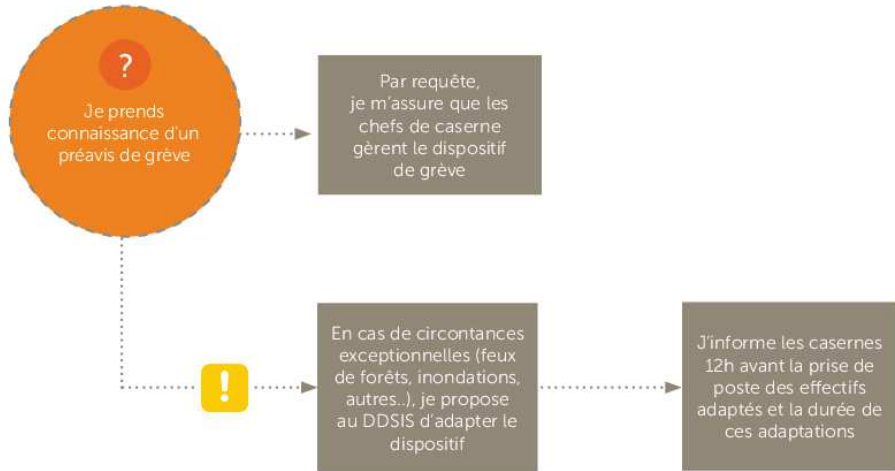 ?
Je prends
connaissance d'un
préavis de grève
Par requête,
je m'assure que les
chefs de caserne
gèrent le dispositif
de grève
!
En cas de circontances
exceptionnelles (feux
de forêts, inondations,
autres..), je propose
au DDSIS d'adapter le
dispositif
J'informe les casernes
12h avant la prise de
poste des effectifs
adaptés et la durée de
ces adaptations